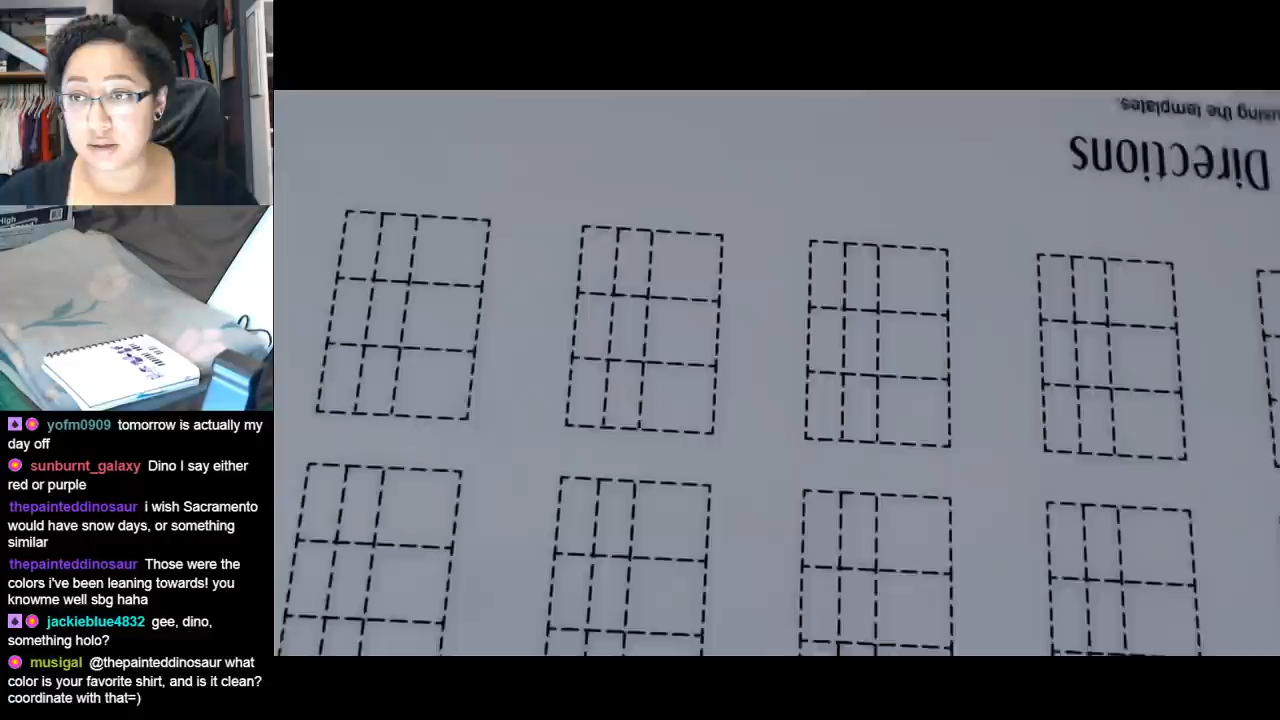 High
yofm0909 tomorrow is actually my
day off
sunburnt_galaxy Dino I say either
red or purple
thepainteddinosaur i wish Sacramento
would have snow days, or something
similar
thepainteddinosaur Those were the
colors i've been leaning towards! you
knowme well sbg haha
jackieblue4832 gee, dino,
something holo?
musigal @thepainteddinosaur what
color is your favorite shirt, and is it clean?
coordinate with that=)
Directions
using the templates.